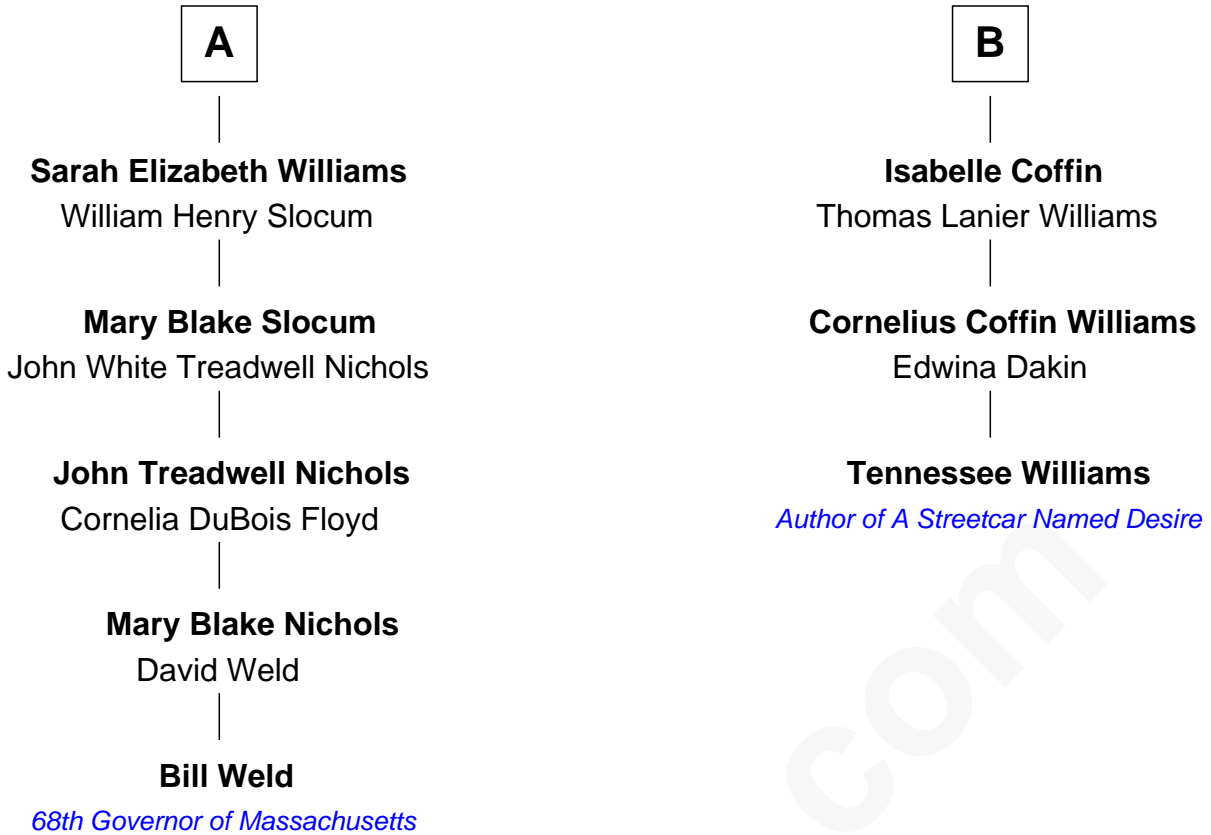 A
Sarah Elizabeth Williams
William Henry Slocum
Mary Blake Slocum
John White Treadwell Nichols
John Treadwell Nichols
Cornelia DuBois Floyd
Mary Blake Nichols
David Weld
Bill Weld
68th Governor of Massachusetts
B
Isabelle Coffin
Thomas Lanier Williams
Cornelius Coffin Williams
Edwina Dakin
Tennessee Williams
Author of A Streetcar Named Desire
com